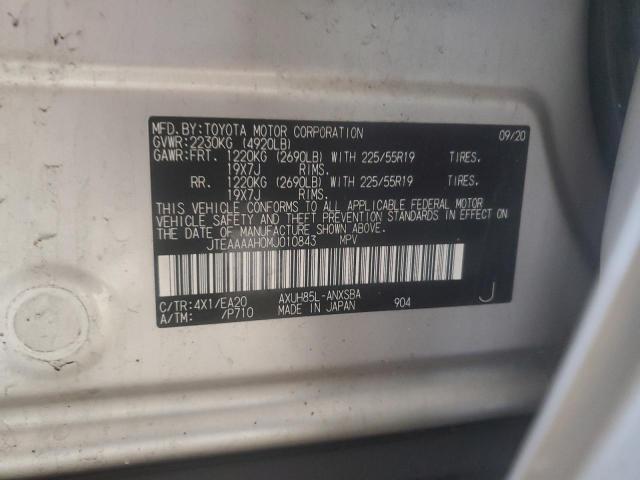 MFD. BY:TOYOTA MOTOR CORPORATION 09/20
GVWR:2230KG (4920LB)
GAWR:FRT. 1220KG (2690LB) WITH 225/55R19 TIRES.
19X7J RIMS.
RR. 1220KG (2690LB) WITH 225/55R19 TIRES.
19X7J RIMS.
THIS VEHICLE CONFORMS TO ALL APPLICABLE FEDERAL MOTOR
VEHICLE SAFETY AND THEFT PREVENTION STANDARDS IN EFFECT ON
THE DATE OF MANUFACTURE SHOWN ABOVE.
JTEAAAAH0MJ010843 MPV
C/TR:4X1/EA20 AXUH85L-ANXSBA J
A/TM: /P710 MADE IN JAPAN 904